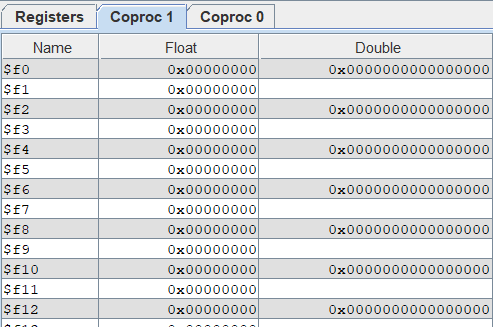 Registers Coproc 1 Coproc 0
Name Float Double
$f0 0x00000000 0x0000000000000000
$f1 0x00000000
$f2 0x00000000 0x0000000000000000
$f3 0x00000000
$f4 0x00000000 0x0000000000000000
$f5 0x00000000
$f6 0x00000000 0x0000000000000000
$f7 0x00000000
$f8 0x00000000 0x0000000000000000
$f9 0x00000000
$f10 0x00000000 0x0000000000000000
$f11 0x00000000
$f12 0x00000000 0x0000000000000000